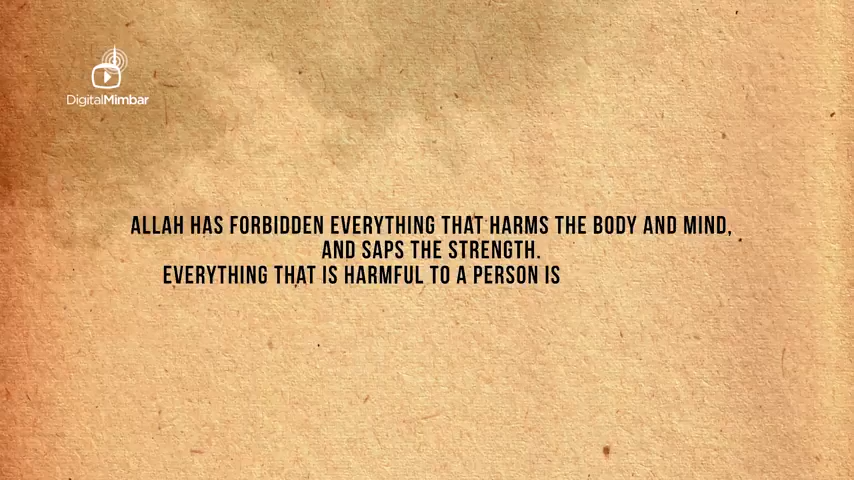 DigitalMimbar
ALLAH HAS FORBIDDEN EVERYTHING THAT HARMS THE BODY AND MIND,
AND SAPS THE STRENGTH.
EVERYTHING THAT IS HARMFUL TO A PERSON IS